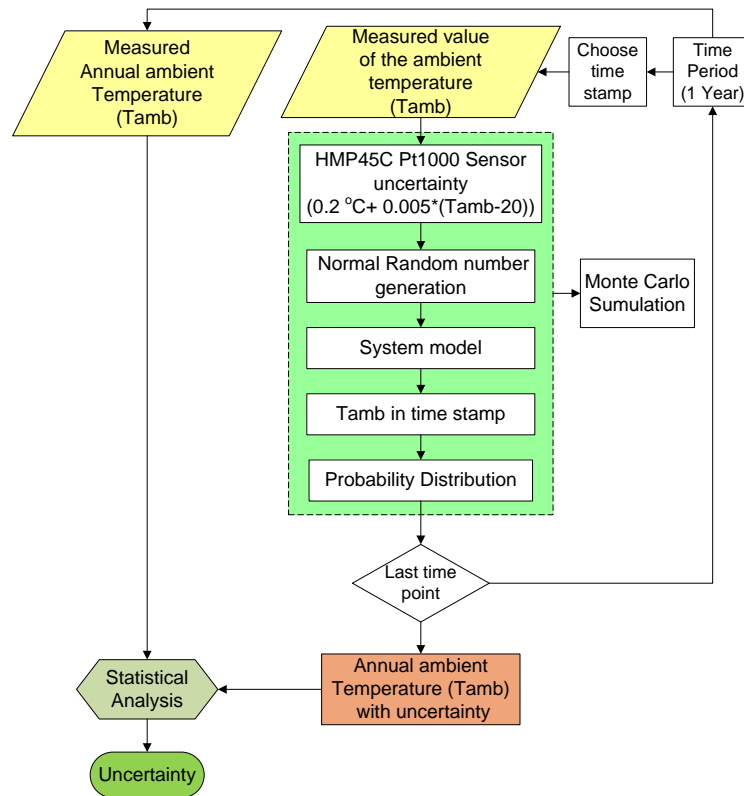 Measured
Annual ambient
Temperature
(Tamb)
Measured value
of the ambient
temperature
(Tamb)
Choose
time
stamp
Time
Period
(1 Year)
HMP45C Pt1000 Sensor
uncertainty
(0.2 °C+ 0.005*(Tamb-20))
Normal Random number
generation
Monte Carlo
Sumulation
System model
Tamb in time stamp
Probability Distribution
Last time
point
Statistical
Analysis
Annual ambient
Temperature (Tamb)
with uncertainty
Uncertainty